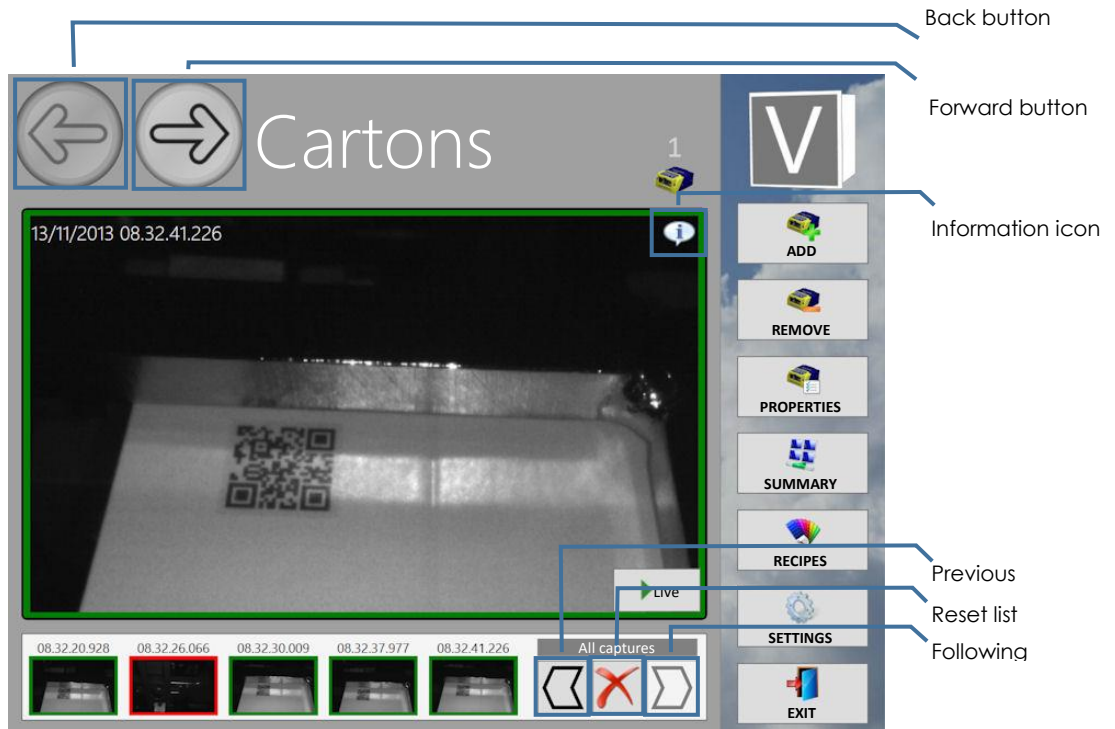 Back button
Forward button
Cartons
1
V
Information icon
13/11/2013 08.32.41.226
i
ADD
REMOVE
PROPERTIES
SUMMARY
RECIPES
Previous
Live
Reset list
SETTINGS
Following
08.32.20.928 08.32.26.066 08.32.30.009 08.32.37.977 08.32.41.226
All captures
EXIT